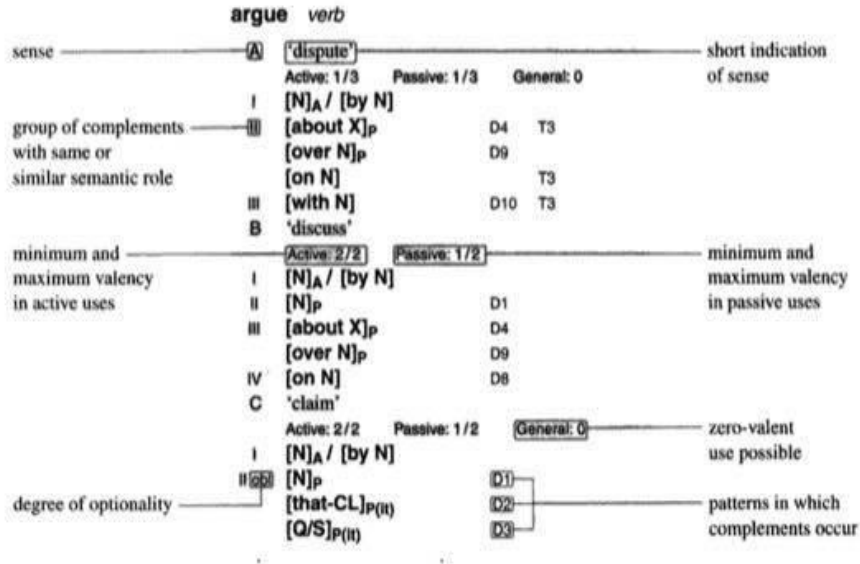 argue verb
sense A 'dispute' short indication
Active: 1/3 Passive: 1/3 General: 0 of sense
I [N]A / [by N]
group of complements II [about X]P D4 T3
with same or [over N]P D9
similar semantic role [on N] T3
III [with N] D10 T3
B 'discuss'
minimum and Active: 2/2 Passive: 1/2 minimum and
maximum valency I [N]A / [by N] maximum valency
in active uses II [N]P D1 in passive uses
III [about X]P D4
[over N]P D9
IV [on N] D8
C 'claim'
Active: 2/2 Passive: 1/2 General: 0 zero-valent
I [N]A / [by N] use possible
II obl [N]P D1
degree of optionality [that-CL]P(it) D2 patterns in which
[Q/S]P(it) D3 complements occur